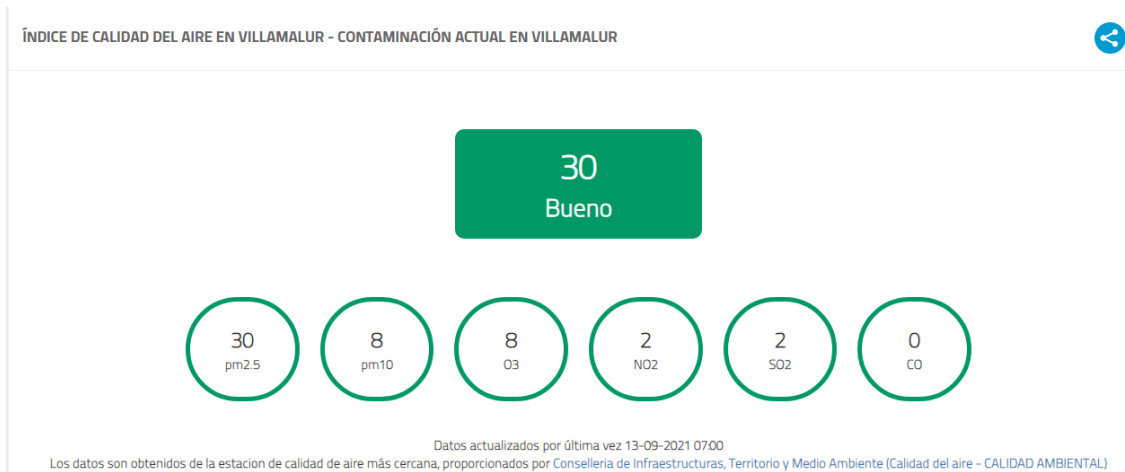 ÍNDICE DE CALIDAD DEL AIRE EN VILLAMALUR - CONTAMINACIÓN ACTUAL EN VILLAMALUR
30
Bueno
30
pm2.5
8
pm10
8
O3
2
NO2
2
SO2
0
CO
Datos actualizados por última vez 13-09-2021 07:00
Los datos son obtenidos de la estacion de calidad de aire más cercana, proporcionados por Conselleria de Infraestructuras, Territorio y Medio Ambiente (Calidad del aire - CALIDAD AMBIENTAL)